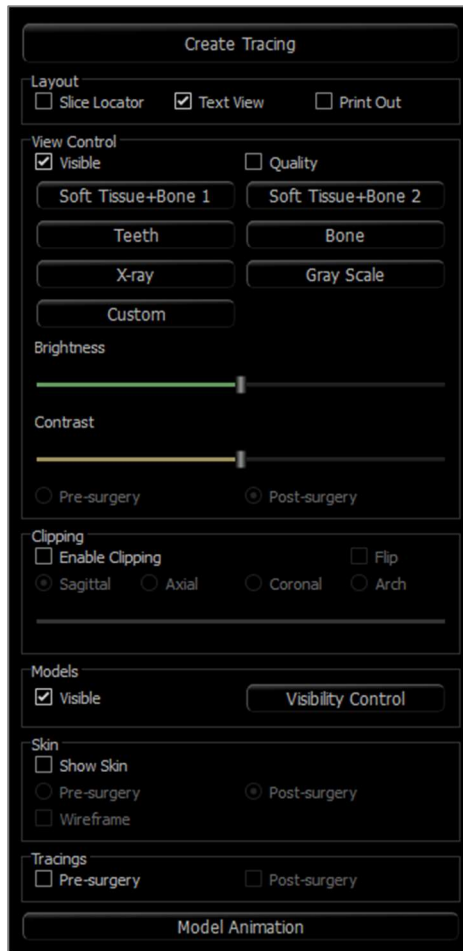 Create Tracing
Layout
Slice Locator Text View Print Out
View Control
Visible Quality
Soft Tissue+Bone 1 Soft Tissue+Bone 2
Teeth Bone
X-ray Gray Scale
Custom
Brightness
Contrast
Pre-surgery Post-surgery
Clipping
Enable Clipping Flip
Sagittal Axial Coronal Arch
Models
Visible Visibility Control
Skin
Show Skin
Pre-surgery Post-surgery
Wireframe
Tracings
Pre-surgery Post-surgery
Model Animation